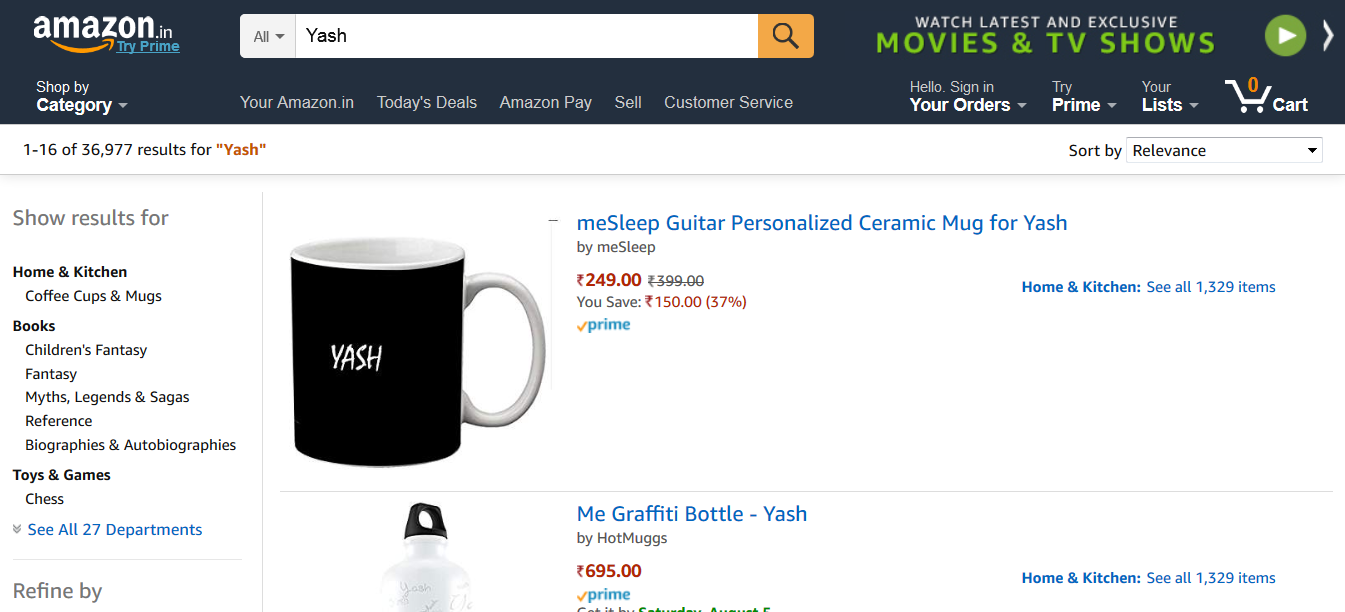 amazon.in
Try Prime
All
Yash
WATCH LATEST AND EXCLUSIVE
MOVIES & TV SHOWS
Shop by
Category
Your Amazon.in Today's Deals Amazon Pay Sell Customer Service
Hello. Sign in
Your Orders
Try
Prime
Your
Lists
0
Cart
1-16 of 36,977 results for "Yash"
Sort by Relevance
Show results for
Home & Kitchen
Coffee Cups & Mugs
Books
Children's Fantasy
Fantasy
Myths, Legends & Sagas
Reference
Biographies & Autobiographies
Toys & Games
Chess
See All 27 Departments
Refine by
YASH
meSleep Guitar Personalized Ceramic Mug for Yash
by meSleep
₹249.00 ₹399.00
You Save: ₹150.00 (37%)
prime
Home & Kitchen: See all 1,329 items
Yash
Me Graffiti Bottle - Yash
by HotMuggs
₹695.00
prime
Get it by Saturday, August 5
Home & Kitchen: See all 1,329 items